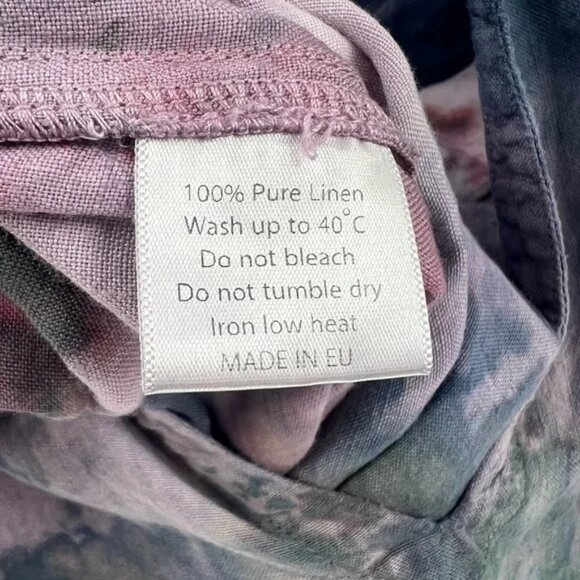 100% Pure Linen
Wash up to 40°C
Do not bleach
Do not tumble dry
Iron low heat
MADE IN EU